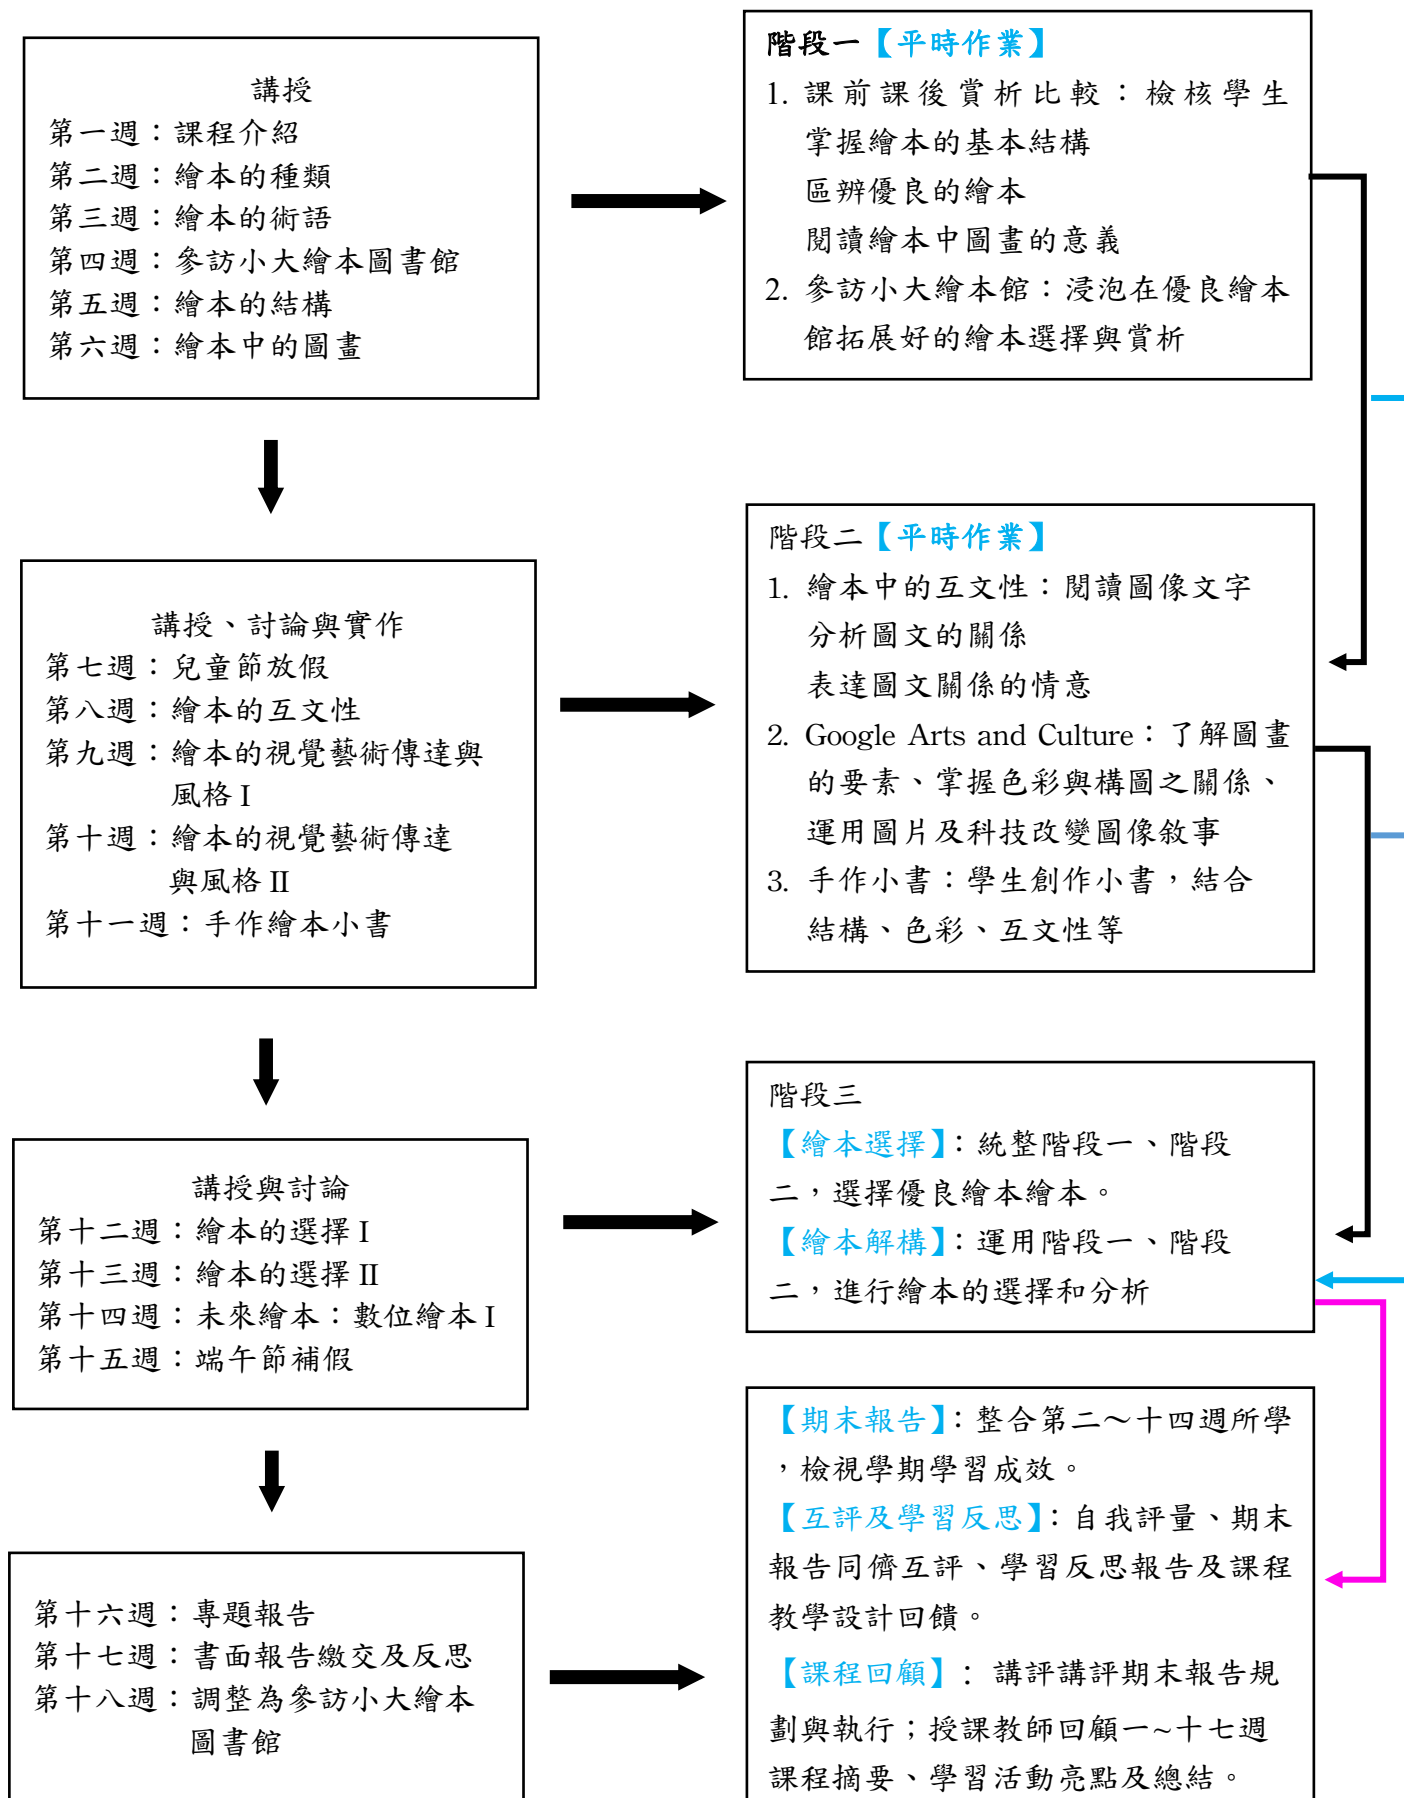 講授
第一週：課程介紹
第二週：繪本的種類
第三週：繪本的術語
第四週：參訪小大繪本圖書館
第五週：繪本的結構
第六週：繪本中的圖畫
階段一【平時作業】
1. 課前課後賞析比較：檢核學生
掌握繪本的基本結構
區辨優良的繪本
閱讀繪本中圖畫的意義
2. 參訪小大繪本館：浸泡在優良繪本
館拓展好的繪本選擇與賞析
講授、討論與實作
第七週：兒童節放假
第八週：繪本的互文性
第九週：繪本的視覺藝術傳達與
風格 I
第十週：繪本的視覺藝術傳達
與風格 II
第十一週：手作繪本小書
階段二【平時作業】
1. 繪本中的互文性：閱讀圖像文字
分析圖文的關係
表達圖文關係的情意
2. Google Arts and Culture：了解圖畫
的要素、掌握色彩與構圖之關係、
運用圖片及科技改變圖像敘事
3. 手作小書：學生創作小書，結合
結構、色彩、互文性等
講授與討論
第十二週：繪本的選擇 I
第十三週：繪本的選擇 II
第十四週：未來繪本：數位繪本 I
第十五週：端午節補假
階段三
【繪本選擇】：統整階段一、階段
二，選擇優良繪本繪本。
【繪本解構】：運用階段一、階段
二，進行繪本的選擇和分析
第十六週：專題報告
第十七週：書面報告繳交及反思
第十八週：調整為參訪小大繪本
圖書館
【期末報告】：整合第二～十四週所學
，檢視學期學習成效。
【互評及學習反思】：自我評量、期末
報告同儕互評、學習反思報告及課程
教學設計回饋。
【課程回顧】： 講評講評期末報告規
劃與執行；授課教師回顧一~十七週
課程摘要、學習活動亮點及總結。